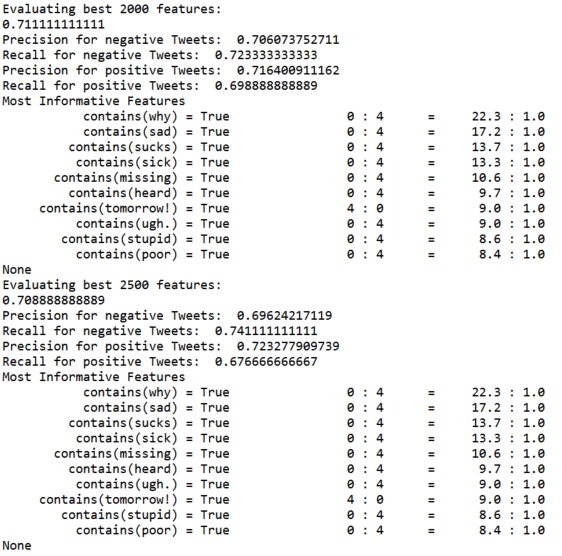 Evaluating best 2000 features:
0.711111111111
Precision for negative Tweets:  0.706073752711
Recall for negative Tweets:  0.723333333333
Precision for positive Tweets:  0.716400911162
Recall for positive Tweets:  0.698888888889
Most Informative Features
contains(why) = True 0 : 4 = 22.3 : 1.0
contains(sad) = True 0 : 4 = 17.2 : 1.0
contains(sucks) = True 0 : 4 = 13.7 : 1.0
contains(sick) = True 0 : 4 = 13.3 : 1.0
contains(missing) = True 0 : 4 = 10.6 : 1.0
contains(heard) = True 0 : 4 = 9.7 : 1.0
contains(tomorrow!) = True 4 : 0 = 9.0 : 1.0
contains(ugh.) = True 0 : 4 = 9.0 : 1.0
contains(stupid) = True 0 : 4 = 8.6 : 1.0
contains(poor) = True 0 : 4 = 8.4 : 1.0
None
Evaluating best 2500 features:
0.708888888889
Precision for negative Tweets:  0.69624217119
Recall for negative Tweets:  0.741111111111
Precision for positive Tweets:  0.723277909739
Recall for positive Tweets:  0.676666666667
Most Informative Features
contains(why) = True 0 : 4 = 22.3 : 1.0
contains(sad) = True 0 : 4 = 17.2 : 1.0
contains(sucks) = True 0 : 4 = 13.7 : 1.0
contains(sick) = True 0 : 4 = 13.3 : 1.0
contains(missing) = True 0 : 4 = 10.6 : 1.0
contains(heard) = True 0 : 4 = 9.7 : 1.0
contains(ugh.) = True 0 : 4 = 9.0 : 1.0
contains(tomorrow!) = True 4 : 0 = 9.0 : 1.0
contains(stupid) = True 0 : 4 = 8.6 : 1.0
contains(poor) = True 0 : 4 = 8.4 : 1.0
None